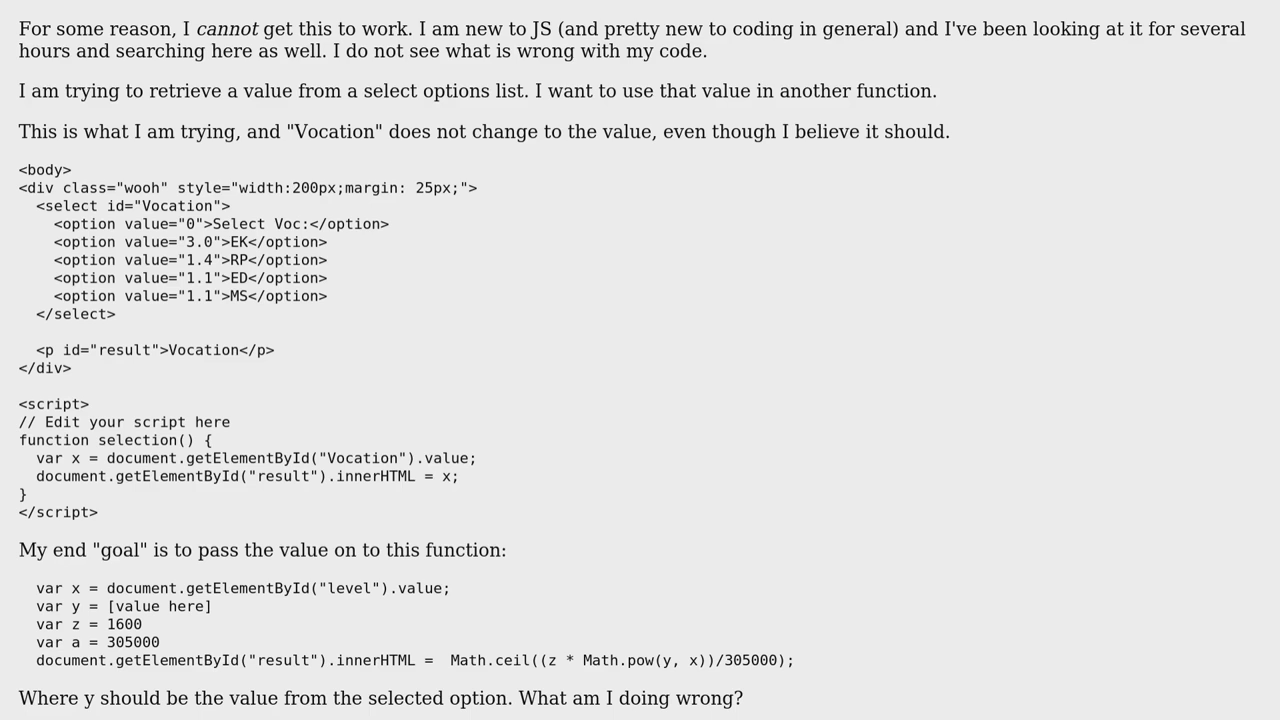 For some reason, I cannot get this to work. I am new to JS (and pretty new to coding in general) and I've been looking at it for several
hours and searching here as well. I do not see what is wrong with my code.
I am trying to retrieve a value from a select options list. I want to use that value in another function.
This is what I am trying, and "Vocation" does not change to the value, even though I believe it should.
<body>
<div class="wooh" style="width:200px;margin: 25px;">
  <select id="Vocation">
    <option value="0">Select Voc:</option>
    <option value="3.0">EK</option>
    <option value="1.4">RP</option>
    <option value="1.1">ED</option>
    <option value="1.1">MS</option>
  </select>
  <p id="result">Vocation</p>
</div>
<script>
// Edit your script here
function selection() {
  var x = document.getElementById("Vocation").value;
  document.getElementById("result").innerHTML = x;
}
</script>
My end "goal" is to pass the value on to this function:
  var x = document.getElementById("level").value;
  var y = [value here]
  var z = 1600
  var a = 305000
  document.getElementById("result").innerHTML =  Math.ceil((z * Math.pow(y, x))/305000);
Where y should be the value from the selected option. What am I doing wrong?